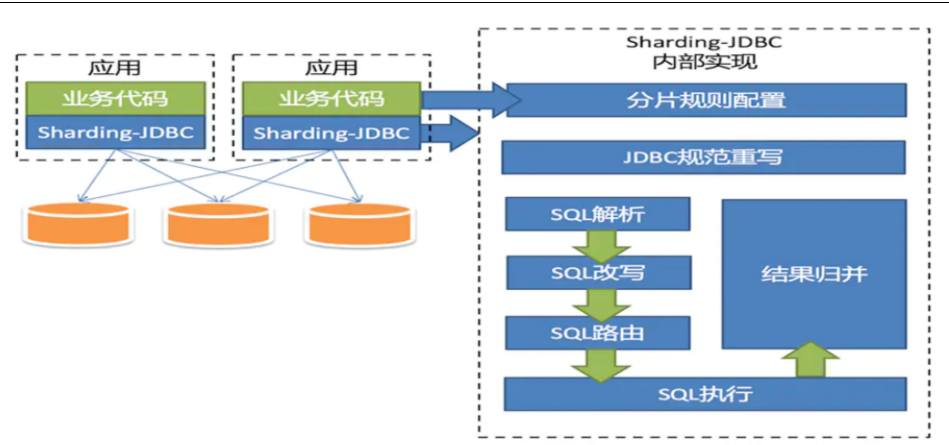 应用
业务代码
Sharding-JDBC
应用
业务代码
Sharding-JDBC
Sharding-JDBC
内部实现
分片规则配置
JDBC规范重写
SQL解析
SQL改写
SQL路由
结果归并
SQL执行